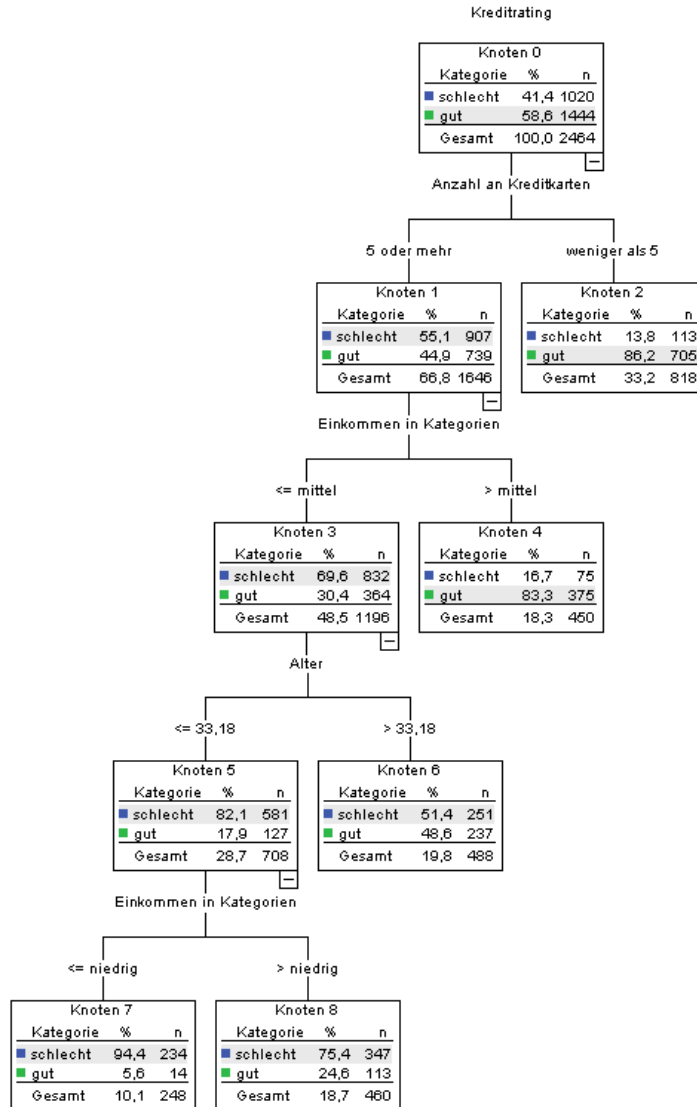 Kreditrating
Knoten 0
Kategorie % n
schlecht 41,4 1020
gut 58,6 1444
Gesamt 100,0 2464
Anzahl an Kreditkarten
5 oder mehr weniger als 5
Knoten 1
Kategorie % n
schlecht 55,1 907
gut 44,9 739
Gesamt 66,8 1646
Knoten 2
Kategorie % n
schlecht 13,8 113
gut 86,2 705
Gesamt 33,2 818
Einkommen in Kategorien
<= mittel > mittel
Knoten 3
Kategorie % n
schlecht 69,6 832
gut 30,4 364
Gesamt 48,5 1196
Knoten 4
Kategorie % n
schlecht 16,7 75
gut 83,3 375
Gesamt 18,3 450
Alter
<= 33,18 > 33,18
Knoten 5
Kategorie % n
schlecht 82,1 581
gut 17,9 127
Gesamt 28,7 708
Knoten 6
Kategorie % n
schlecht 51,4 251
gut 48,6 237
Gesamt 19,8 488
Einkommen in Kategorien
<= niedrig > niedrig
Knoten 7
Kategorie % n
schlecht 94,4 234
gut 5,6 14
Gesamt 10,1 248
Knoten 8
Kategorie % n
schlecht 75,4 347
gut 24,6 113
Gesamt 18,7 460